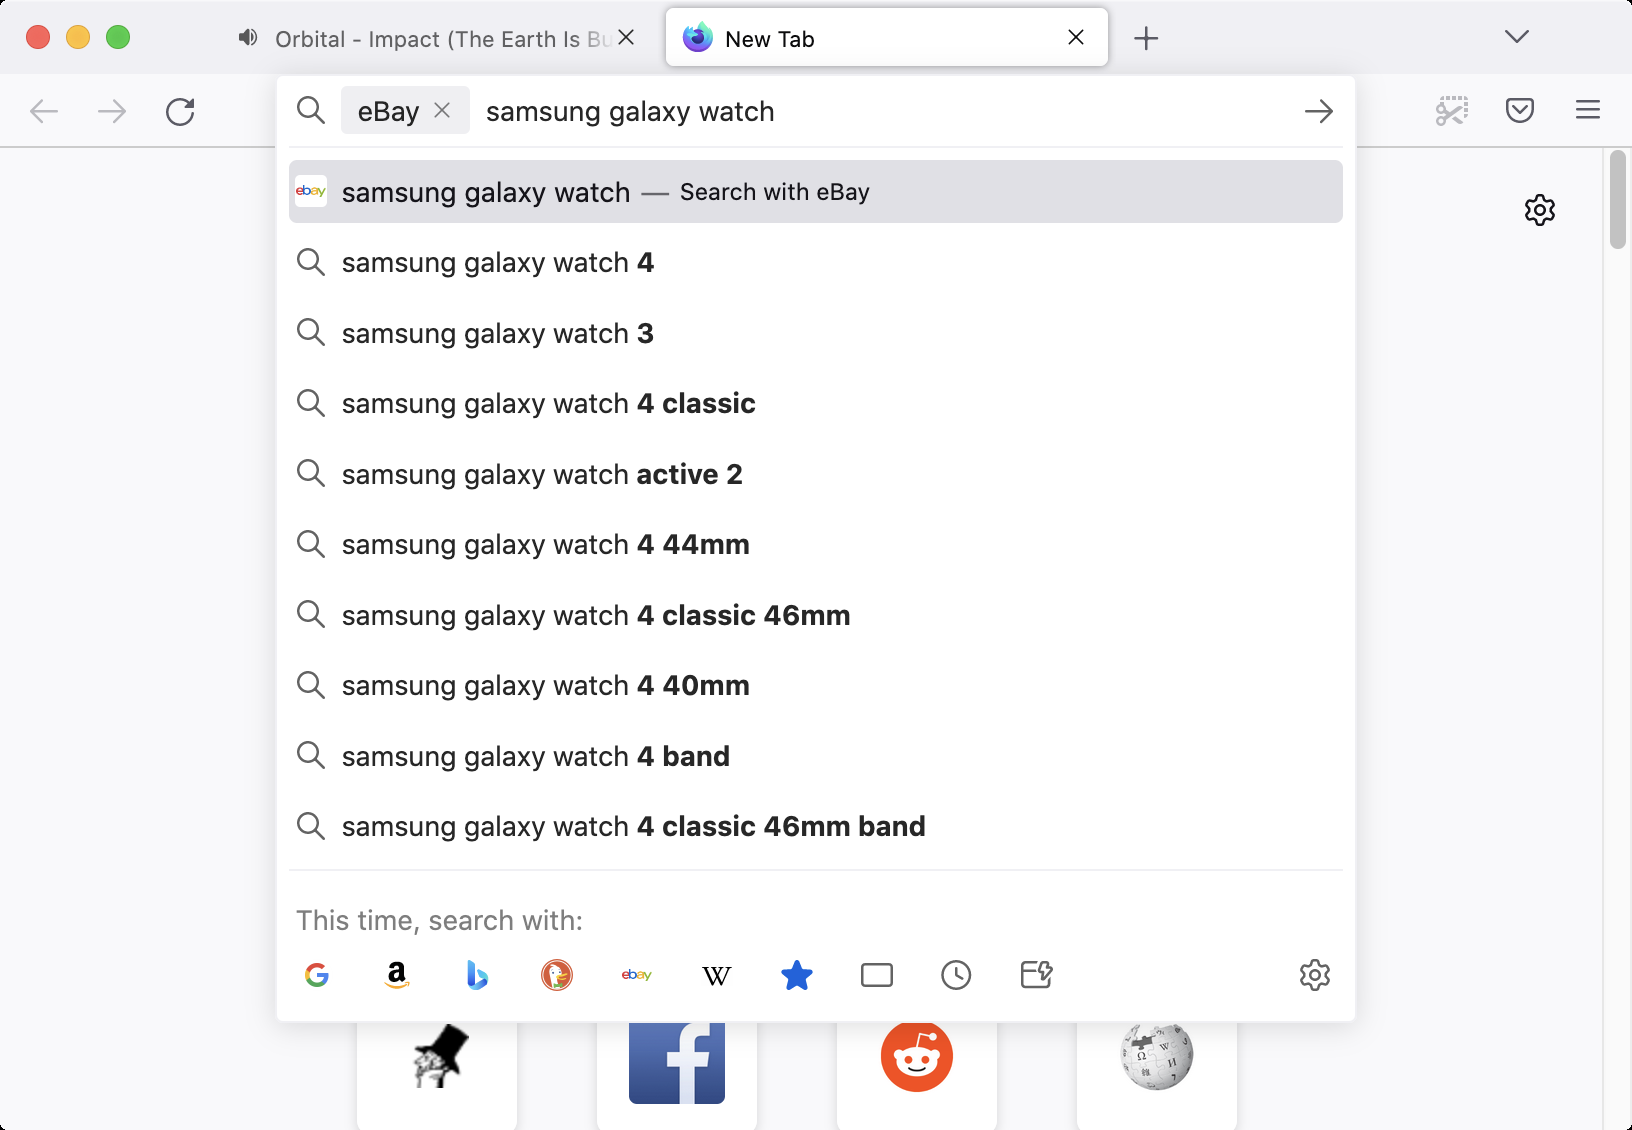 Orbital - Impact (The Earth Is Bu
New Tab
eBay samsung galaxy watch
ebay samsung galaxy watch — Search with eBay
samsung galaxy watch 4
samsung galaxy watch 3
samsung galaxy watch 4 classic
samsung galaxy watch active 2
samsung galaxy watch 4 44mm
samsung galaxy watch 4 classic 46mm
samsung galaxy watch 4 40mm
samsung galaxy watch 4 band
samsung galaxy watch 4 classic 46mm band
This time, search with:
ebay